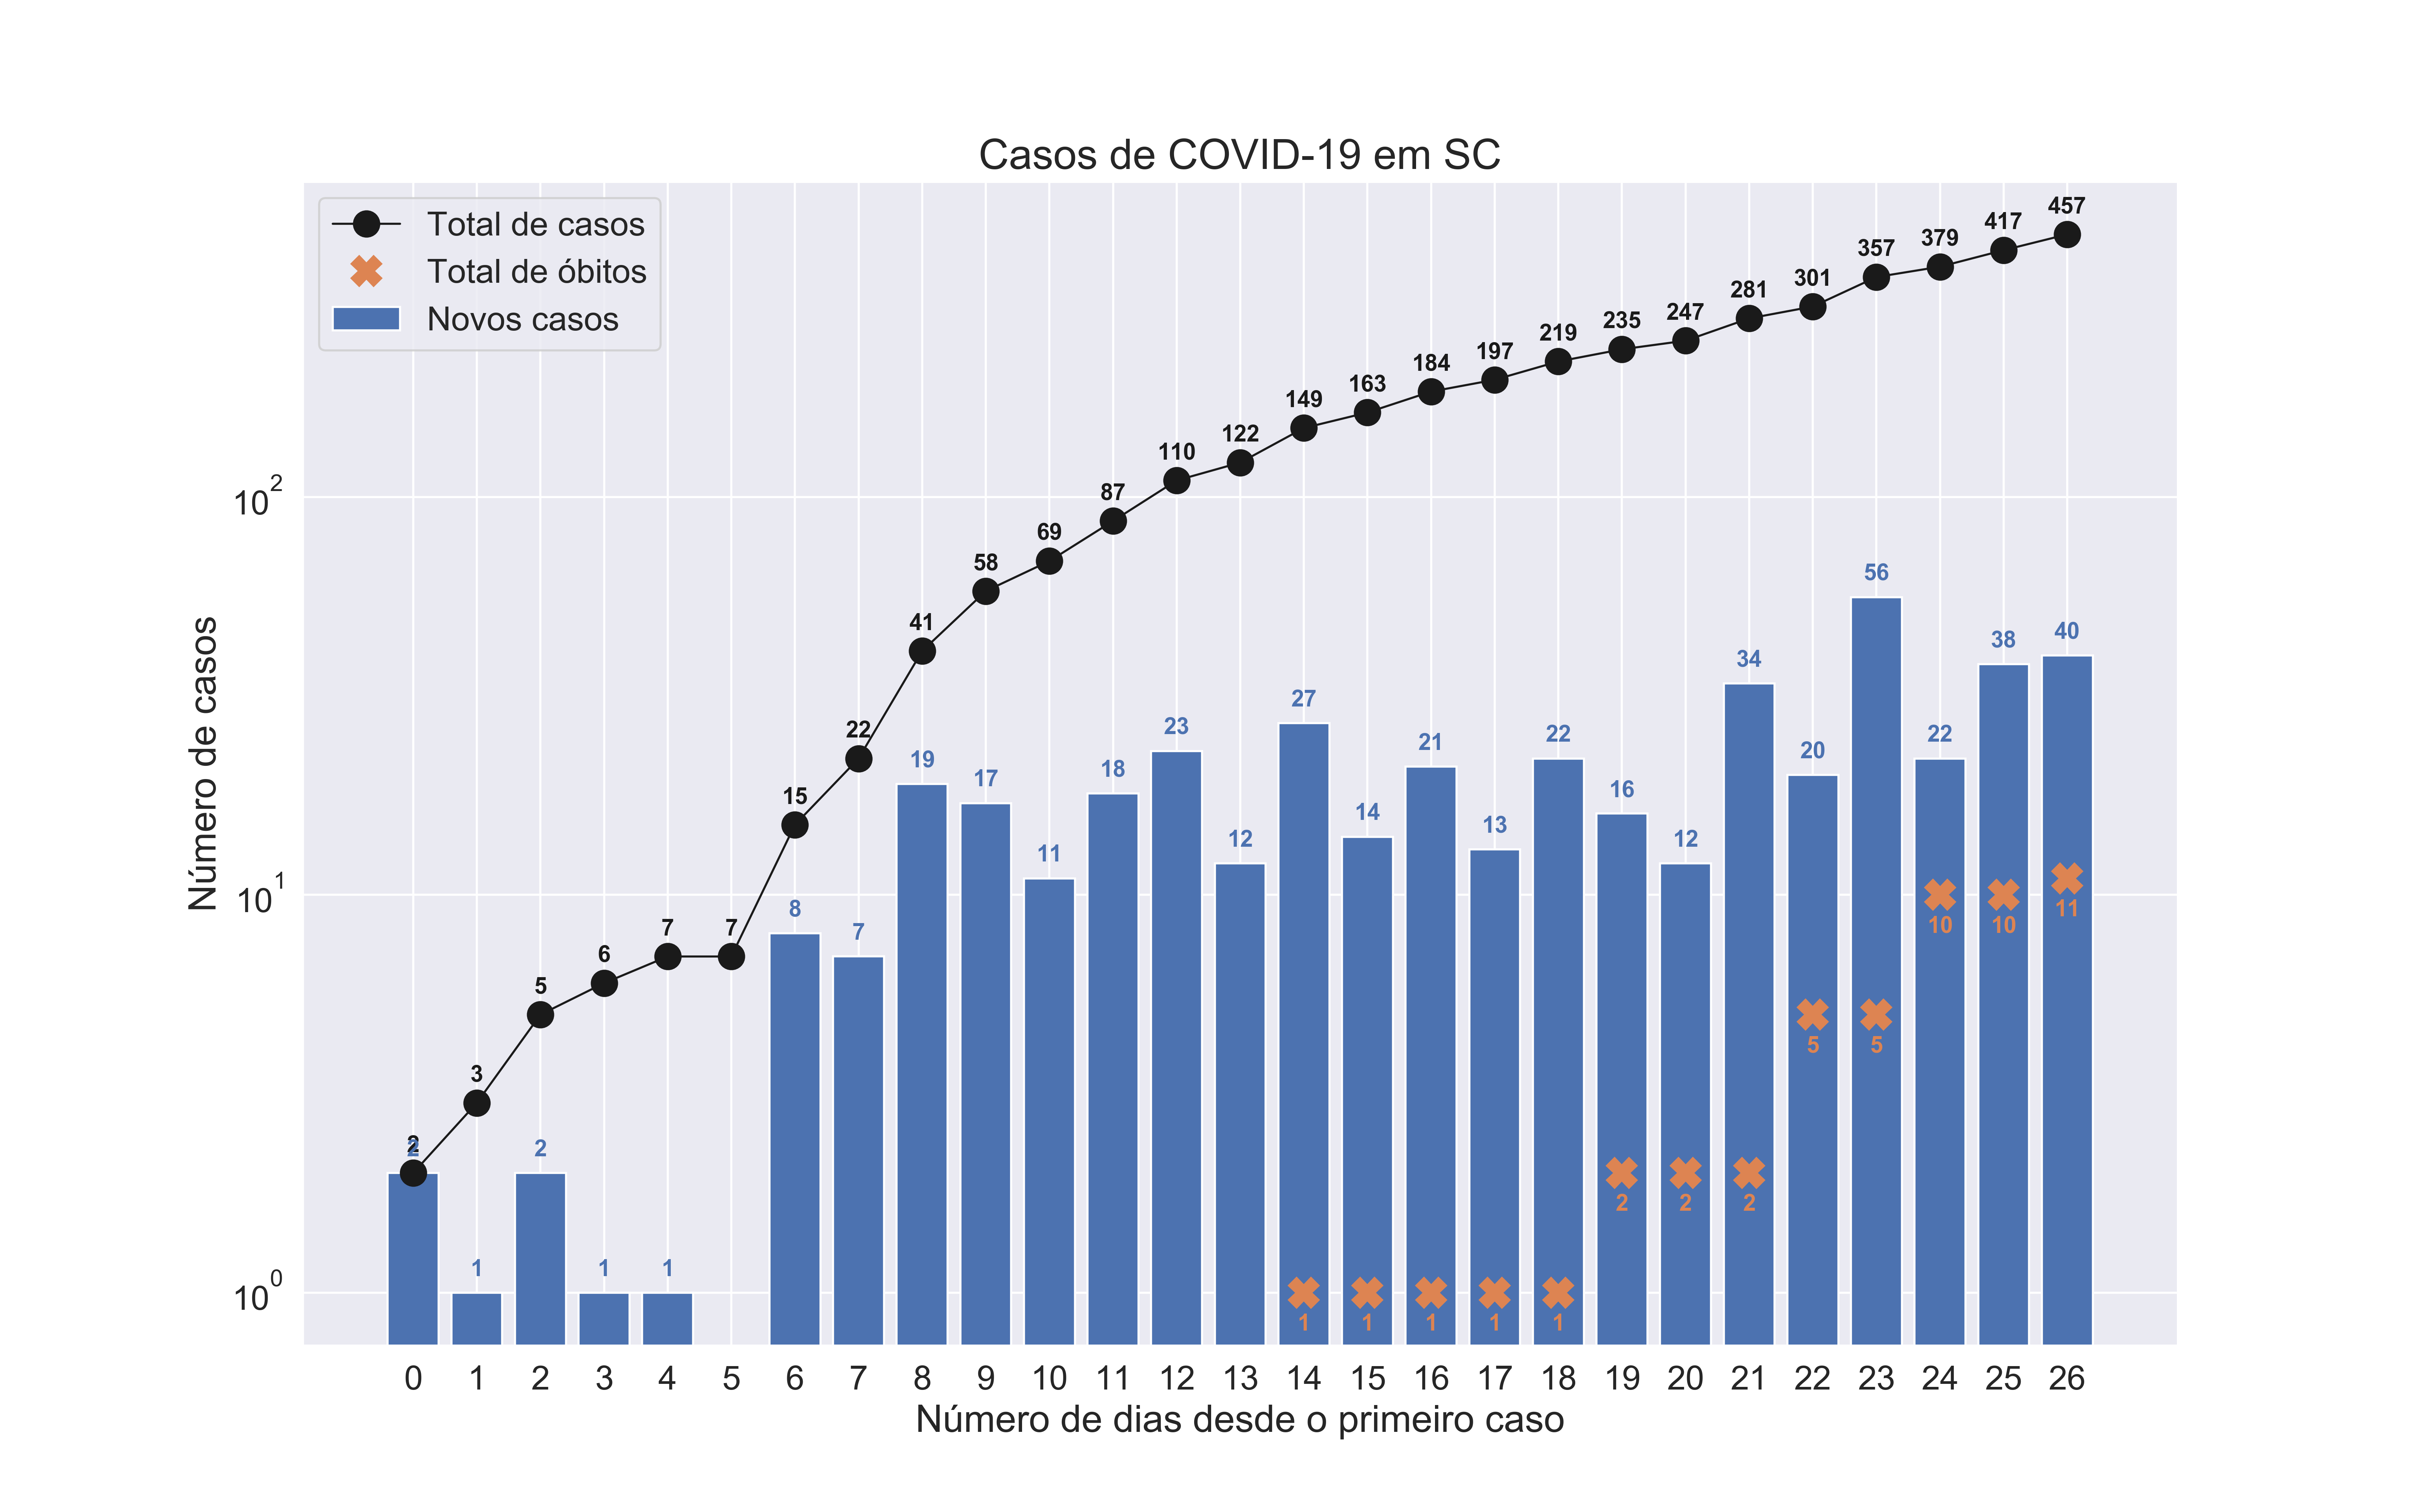 Casos de COVID-19 em SC
Total de casos
Total de óbitos
Novos casos
Número de casos
10^2
10^1
10^0
2 3 5 6 7 7 15 22 41 58 69 87 110 122 149 163 184 197 219 235 247 281 301 357 379 417 457
2 1 2 1 1 8 7 19 17 11 18 23 12 27 14 21 13 22 16 12 34 20 56 22 38 40
1 1 1 1 1 2 2 2 5 5 10 10 11
0 1 2 3 4 5 6 7 8 9 10 11 12 13 14 15 16 17 18 19 20 21 22 23 24 25 26
Número de dias desde o primeiro caso